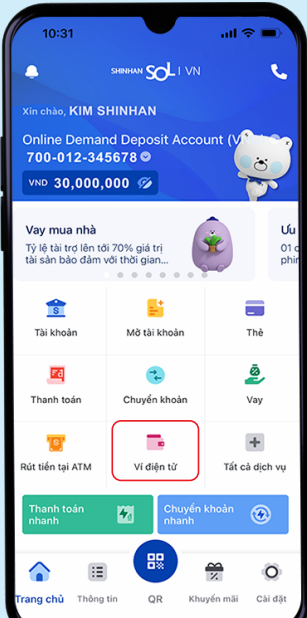 10:31
SHINHAN SOL | VN
Xin chào, KIM SHINHAN
Online Demand Deposit Account
700-012-345678
VND 30,000,000
Vay mua nhà
Tỷ lệ tài trợ lên tới 70% giá trị
tài sản bảo đảm với thời gian...
Tài khoản
Mở tài khoản
Thẻ
Thanh toán
Chuyển khoản
Vay
Rút tiền tại ATM
Ví điện tử
Tất cả dịch vụ
Thanh toán
nhanh
Chuyển khoản
nhanh
Trang chủ
Thông tin
QR
Khuyến mãi
Cài đặt